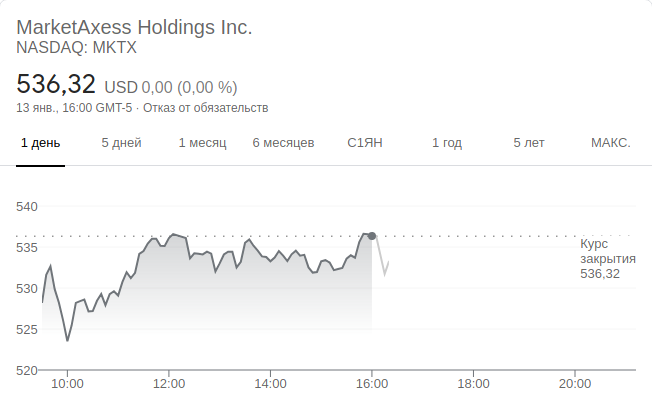 MarketAxess Holdings Inc.
NASDAQ: MKTX
536,32 USD 0,00 (0,00 %)
13 янв., 16:00 GMT-5 · Отказ от обязательств
1 день 5 дней 1 месяц 6 месяцев С1ЯН 1 год 5 лет МАКС.
540
535
530
525
520
Курс
закрытия
536,32
10:00 12:00 14:00 16:00 18:00 20:00